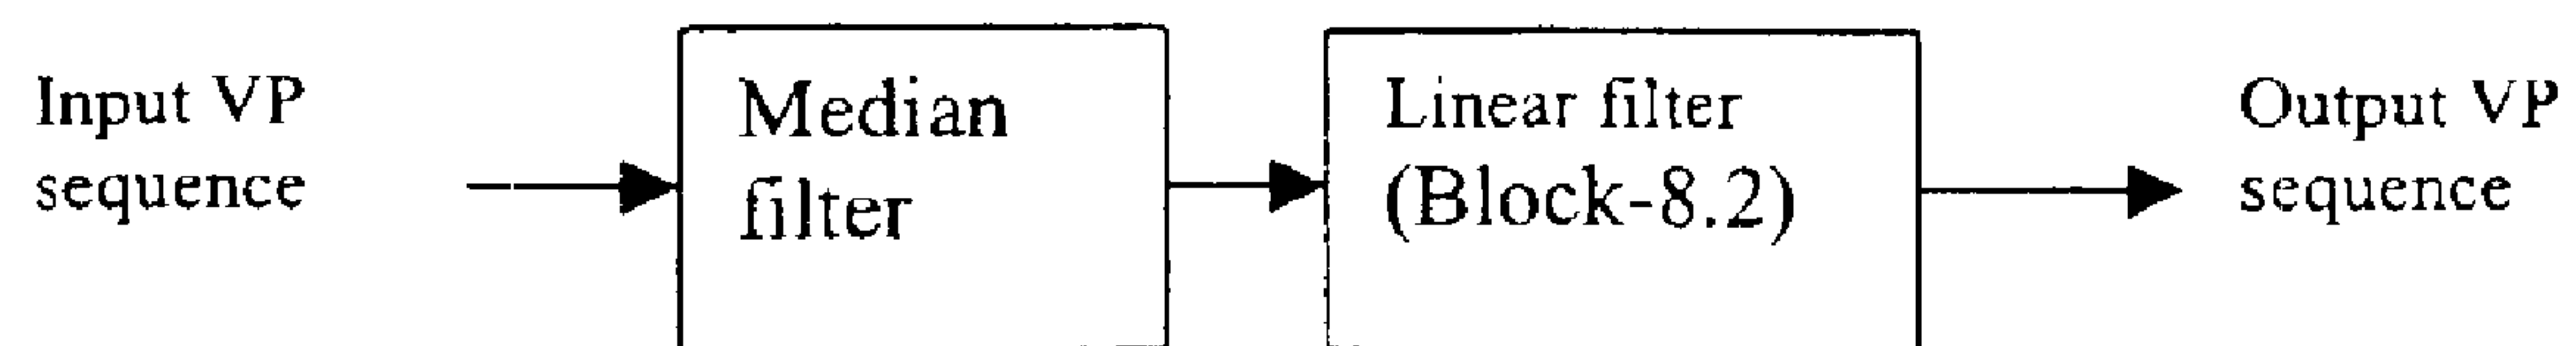 Input VP
sequence
Median
filter
Linear filter
(Block-8.2)
Output VP
sequence